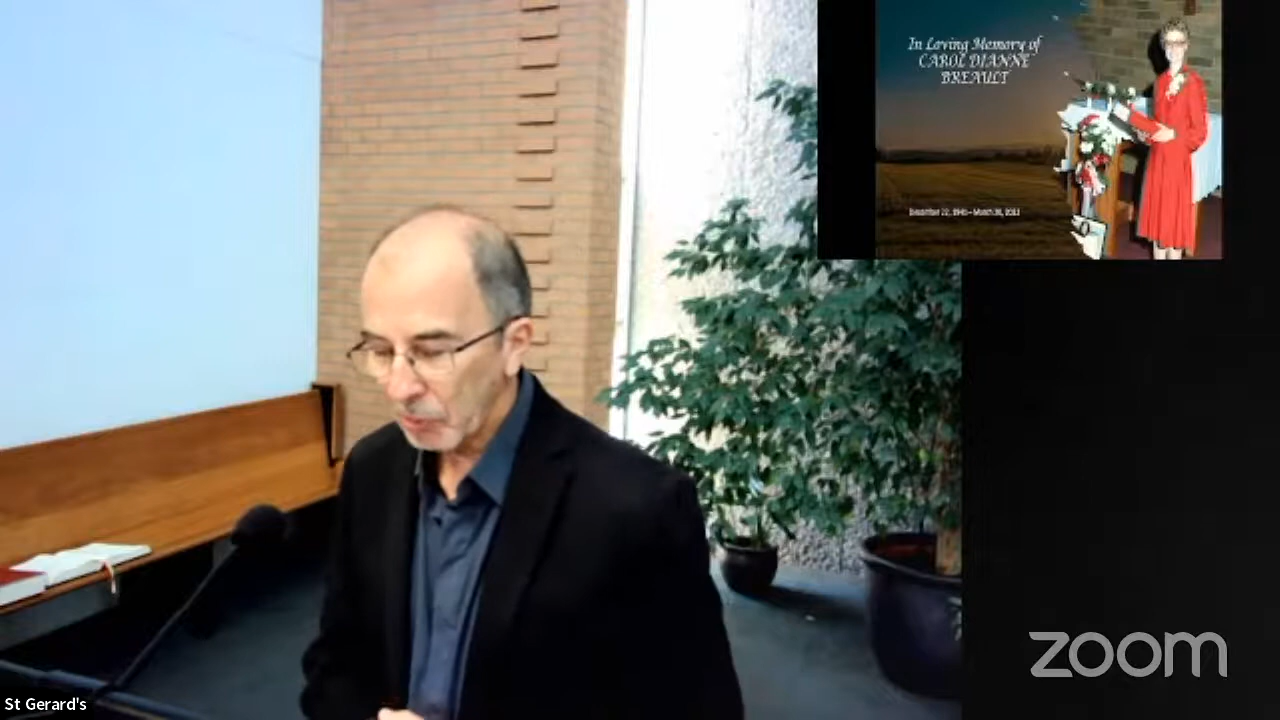 In Loving Memory of
CAROL DIANNE
BREAULT
zoom
St Gerard's